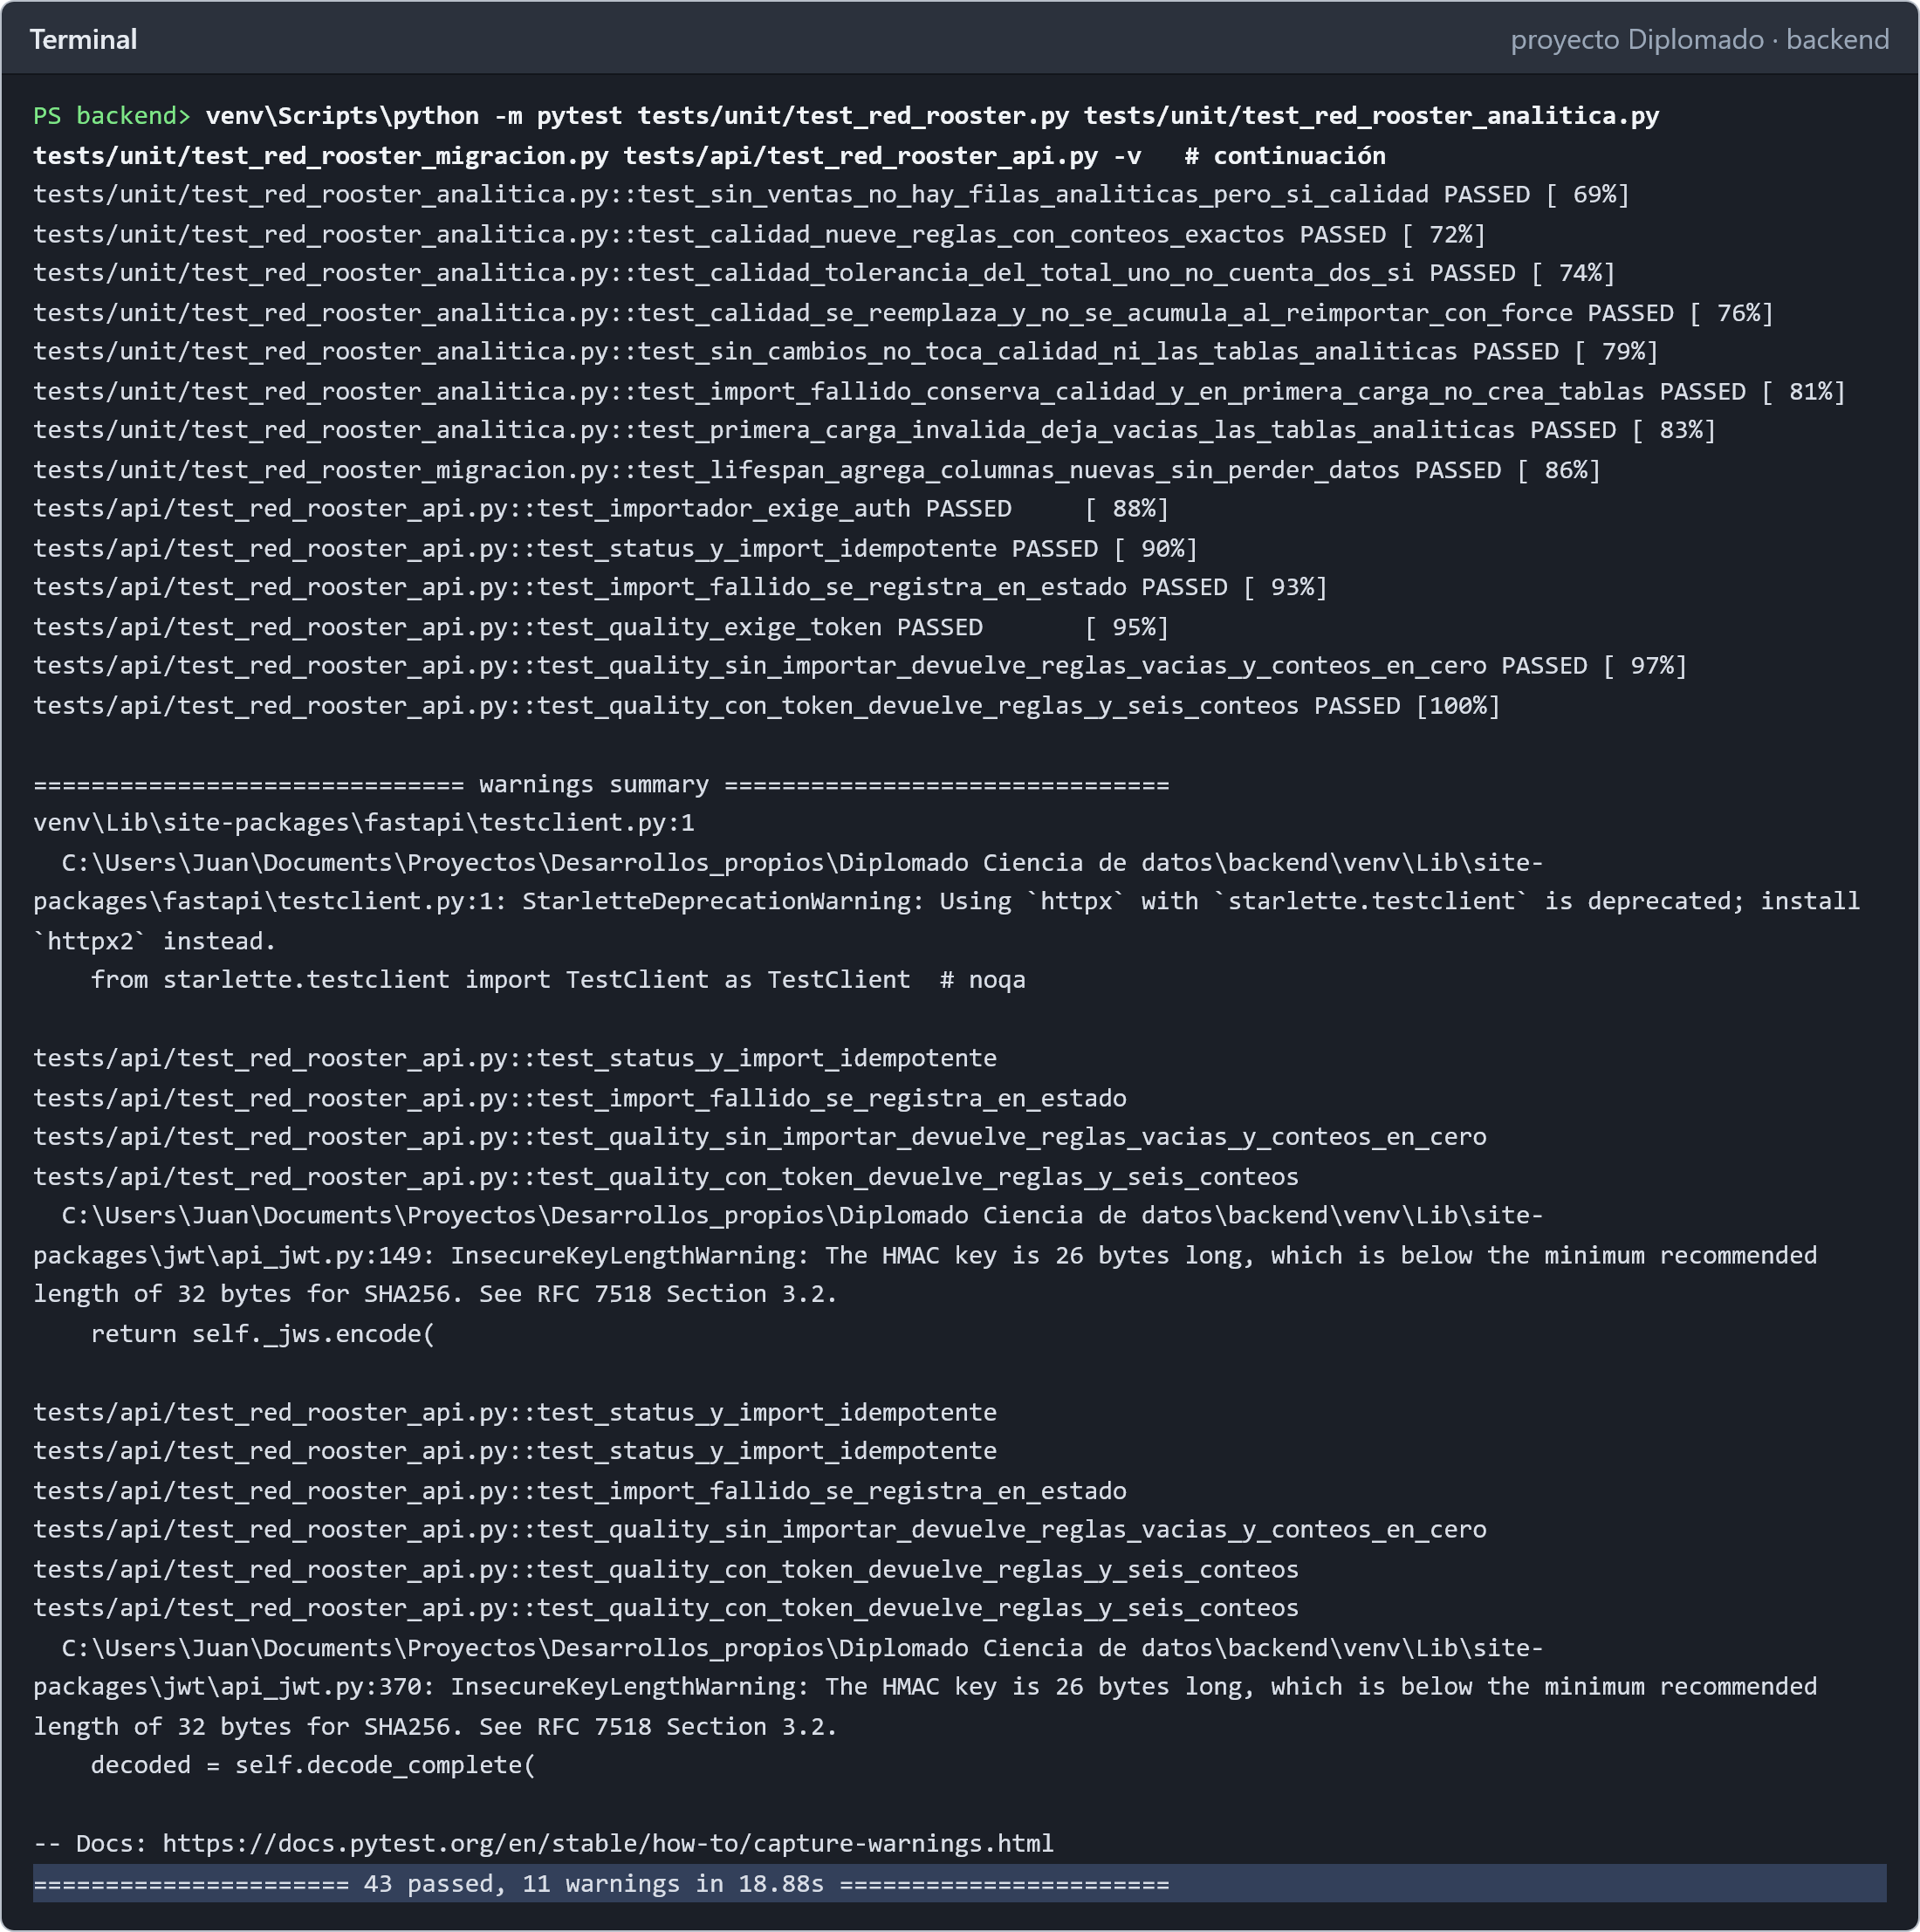 Terminal
proyecto Diplomado · backend
PS backend> venv\Scripts\python -m pytest tests/unit/test_red_rooster.py tests/unit/test_red_rooster_analitica.py
tests/unit/test_red_rooster_migracion.py tests/api/test_red_rooster_api.py -v   # continuación
tests/unit/test_red_rooster_analitica.py::test_sin_ventas_no_hay_filas_analiticas_pero_si_calidad PASSED [ 69%]
tests/unit/test_red_rooster_analitica.py::test_calidad_nueve_reglas_con_conteos_exactos PASSED [ 72%]
tests/unit/test_red_rooster_analitica.py::test_calidad_tolerancia_del_total_uno_no_cuenta_dos_si PASSED [ 74%]
tests/unit/test_red_rooster_analitica.py::test_calidad_se_reemplaza_y_no_se_acumula_al_reimportar_con_force PASSED [ 76%]
tests/unit/test_red_rooster_analitica.py::test_sin_cambios_no_toca_calidad_ni_las_tablas_analiticas PASSED [ 79%]
tests/unit/test_red_rooster_analitica.py::test_import_fallido_conserva_calidad_y_en_primera_carga_no_crea_tablas PASSED [ 81%]
tests/unit/test_red_rooster_analitica.py::test_primera_carga_invalida_deja_vacias_las_tablas_analiticas PASSED [ 83%]
tests/unit/test_red_rooster_migracion.py::test_lifespan_agrega_columnas_nuevas_sin_perder_datos PASSED [ 86%]
tests/api/test_red_rooster_api.py::test_importador_exige_auth PASSED     [ 88%]
tests/api/test_red_rooster_api.py::test_status_y_import_idempotente PASSED [ 90%]
tests/api/test_red_rooster_api.py::test_import_fallido_se_registra_en_estado PASSED [ 93%]
tests/api/test_red_rooster_api.py::test_quality_exige_token PASSED       [ 95%]
tests/api/test_red_rooster_api.py::test_quality_sin_importar_devuelve_reglas_vacias_y_conteos_en_cero PASSED [ 97%]
tests/api/test_red_rooster_api.py::test_quality_con_token_devuelve_reglas_y_seis_conteos PASSED [100%]
============================== warnings summary ===============================
venv\Lib\site-packages\fastapi\testclient.py:1
  C:\Users\Juan\Documents\Proyectos\Desarrollos_propios\Diplomado Ciencia de datos\backend\venv\Lib\site-
packages\fastapi\testclient.py:1: StarletteDeprecationWarning: Using `httpx` with `starlette.testclient` is deprecated; install
`httpx2` instead.
    from starlette.testclient import TestClient as TestClient  # noqa
tests/api/test_red_rooster_api.py::test_status_y_import_idempotente
tests/api/test_red_rooster_api.py::test_import_fallido_se_registra_en_estado
tests/api/test_red_rooster_api.py::test_quality_sin_importar_devuelve_reglas_vacias_y_conteos_en_cero
tests/api/test_red_rooster_api.py::test_quality_con_token_devuelve_reglas_y_seis_conteos
  C:\Users\Juan\Documents\Proyectos\Desarrollos_propios\Diplomado Ciencia de datos\backend\venv\Lib\site-
packages\jwt\api_jwt.py:149: InsecureKeyLengthWarning: The HMAC key is 26 bytes long, which is below the minimum recommended
length of 32 bytes for SHA256. See RFC 7518 Section 3.2.
    return self._jws.encode(
tests/api/test_red_rooster_api.py::test_status_y_import_idempotente
tests/api/test_red_rooster_api.py::test_status_y_import_idempotente
tests/api/test_red_rooster_api.py::test_import_fallido_se_registra_en_estado
tests/api/test_red_rooster_api.py::test_quality_sin_importar_devuelve_reglas_vacias_y_conteos_en_cero
tests/api/test_red_rooster_api.py::test_quality_con_token_devuelve_reglas_y_seis_conteos
tests/api/test_red_rooster_api.py::test_quality_con_token_devuelve_reglas_y_seis_conteos
  C:\Users\Juan\Documents\Proyectos\Desarrollos_propios\Diplomado Ciencia de datos\backend\venv\Lib\site-
packages\jwt\api_jwt.py:370: InsecureKeyLengthWarning: The HMAC key is 26 bytes long, which is below the minimum recommended
length of 32 bytes for SHA256. See RFC 7518 Section 3.2.
    decoded = self.decode_complete(
-- Docs: https://docs.pytest.org/en/stable/how-to/capture-warnings.html
====================== 43 passed, 11 warnings in 18.88s =======================